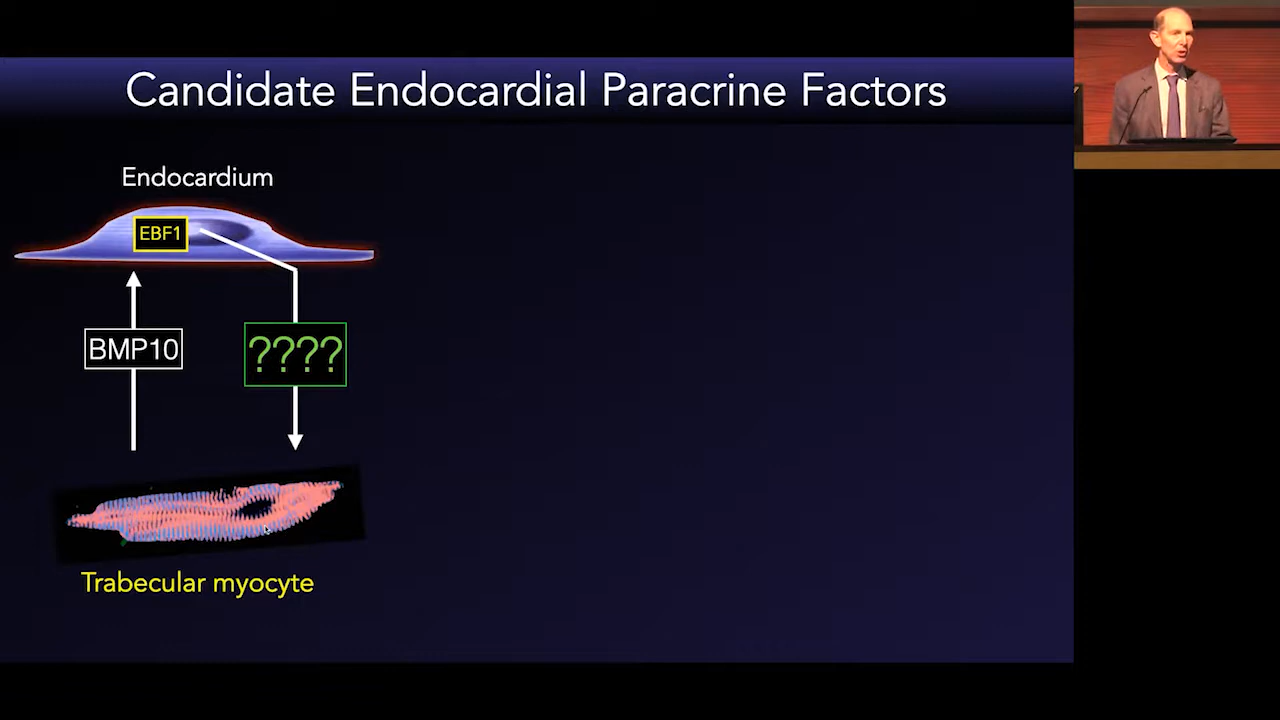 Candidate Endocardial Paracrine Factors
Endocardium
EBF1
BMP10
????
Trabecular myocyte